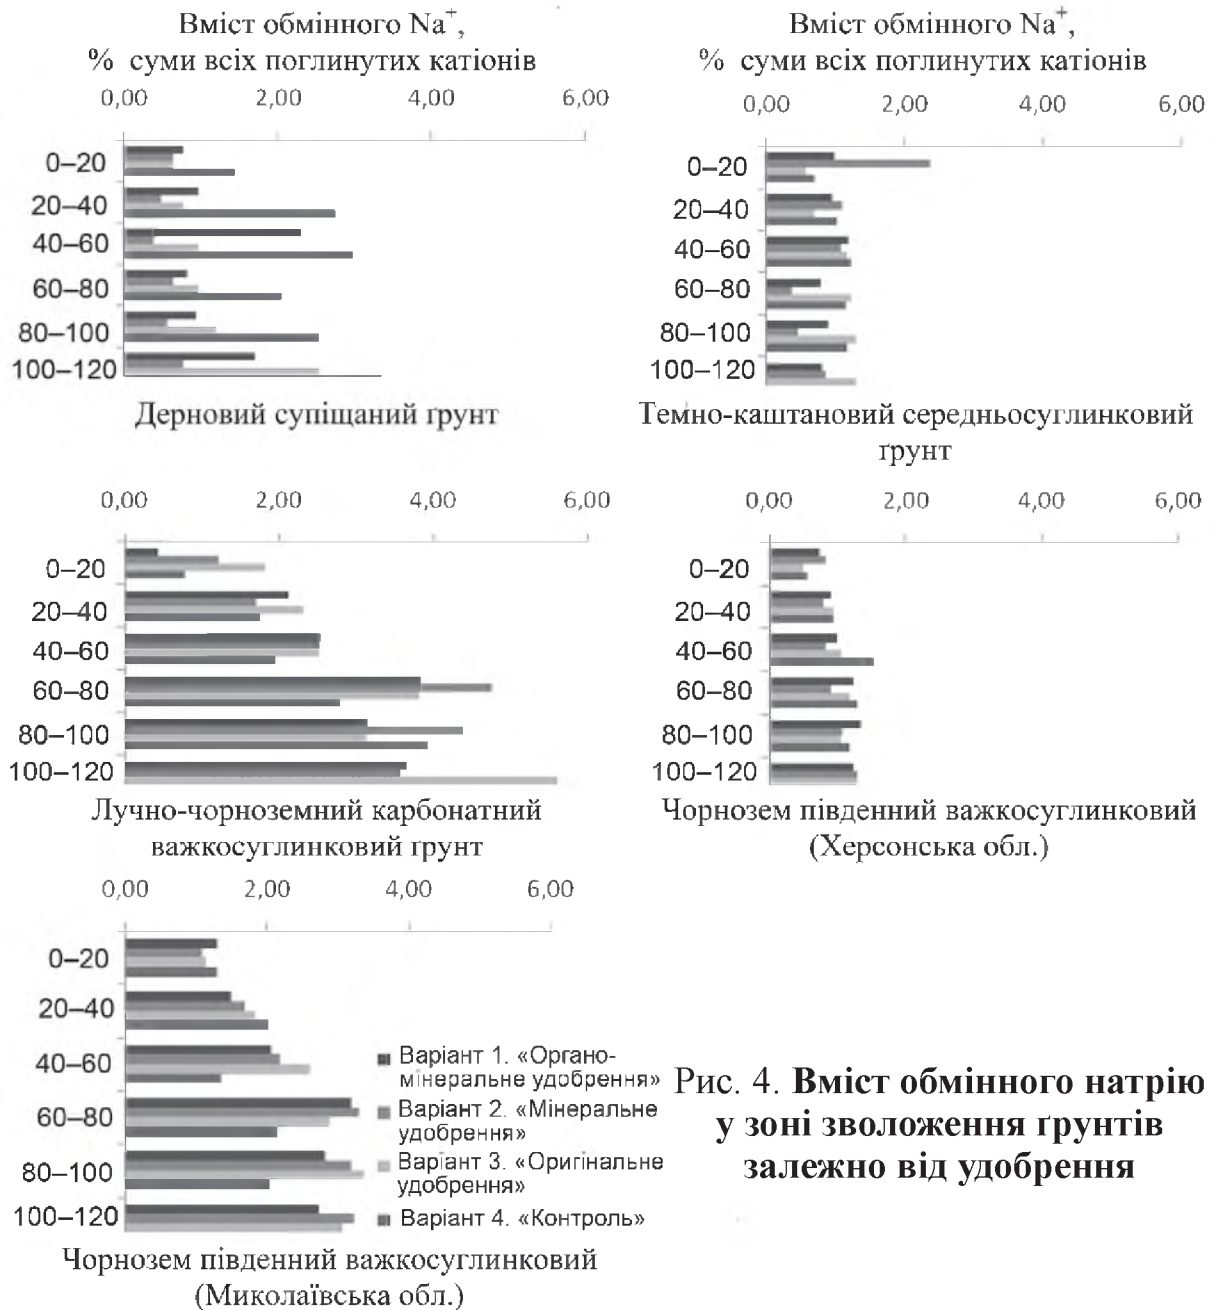 Вміст обмінного Na⁺,
% суми всіх поглинутих катіонів
0,00 2,00 4,00 6,00
0–20
20–40
40–60
60–80
80–100
100–120
Дерновий супіщаний ґрунт
Вміст обмінного Na⁺,
% суми всіх поглинутих катіонів
0,00 2,00 4,00 6,00
0–20
20–40
40–60
60–80
80–100
100–120
Темно-каштановий середньосуглинковий
ґрунт
0,00 2,00 4,00 6,00
0–20
20–40
40–60
60–80
80–100
100–120
Лучно-чорноземний карбонатний
важкосуглинковий ґрунт
0,00 2,00 4,00 6,00
0–20
20–40
40–60
60–80
80–100
100–120
Чорнозем південний важкосуглинковий
(Херсонська обл.)
0,00 2,00 4,00 6,00
0–20
20–40
40–60
60–80
80–100
100–120
Варіант 1. «Органо-
мінеральне удобрення»
Варіант 2. «Мінеральне
удобрення»
Варіант 3. «Оригінальне
удобрення»
Варіант 4. «Контроль»
Чорнозем південний важкосуглинковий
(Миколаївська обл.)
Рис. 4. Вміст обмінного натрію
у зоні зволоження ґрунтів
залежно від удобрення